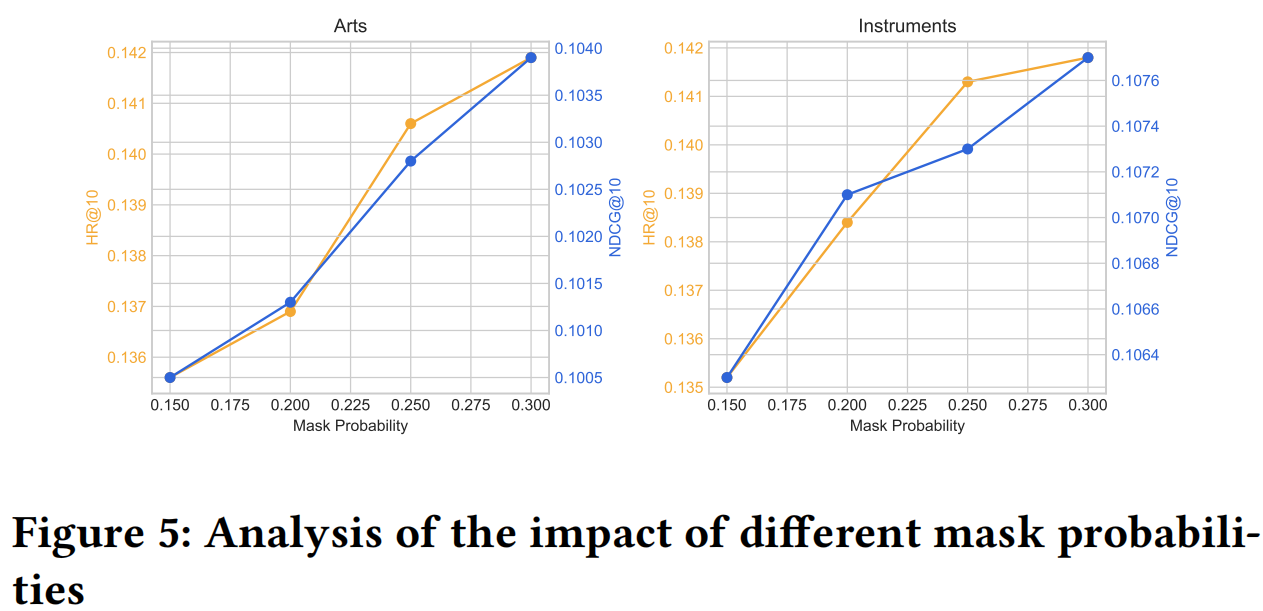 Arts
0.142
0.141
0.140
0.139
0.138
0.137
0.136
HR@10
0.1040
0.1035
0.1030
0.1025
0.1020
0.1015
0.1010
0.1005
NDCG@10
0.150 0.175 0.200 0.225 0.250 0.275 0.300
Mask Probability
Instruments
0.142
0.141
0.140
0.139
0.138
0.137
0.136
0.135
HR@10
0.1076
0.1074
0.1072
0.1070
0.1068
0.1066
0.1064
NDCG@10
0.150 0.175 0.200 0.225 0.250 0.275 0.300
Mask Probability
Figure 5: Analysis of the impact of different mask probabili-
ties